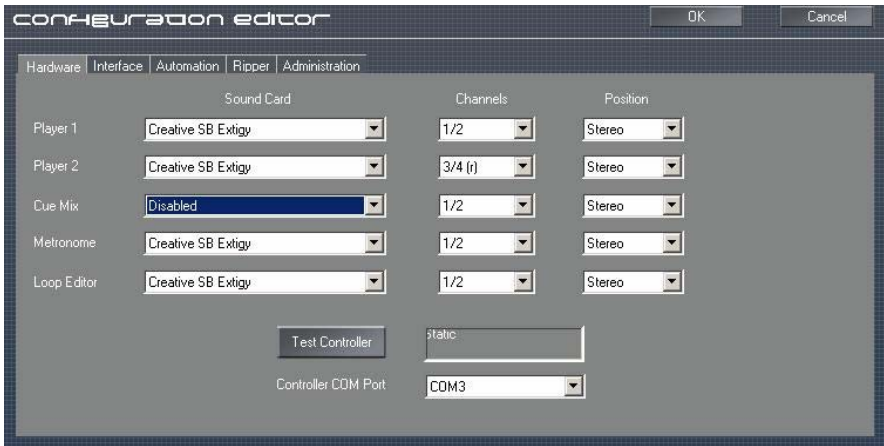 configuration editor OK Cancel
Hardware Interface Automation Ripper Administration
Sound Card Channels Position
Player 1 Creative SB Extigy 1/2 Stereo
Player 2 Creative SB Extigy 3/4 (r) Stereo
Cue Mix Disabled 1/2 Stereo
Metronome Creative SB Extigy 1/2 Stereo
Loop Editor Creative SB Extigy 1/2 Stereo
Test Controller Static
Controller COM Port COM3